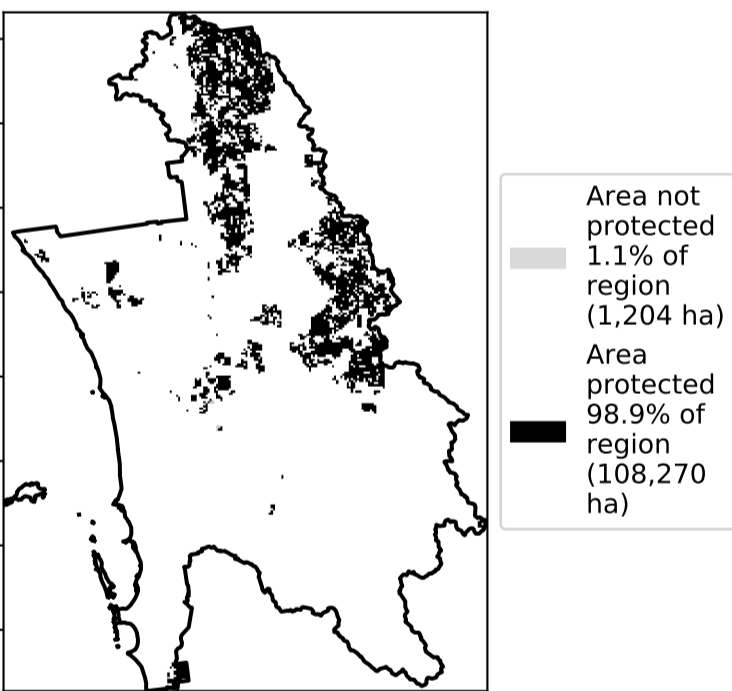 Area not
protected
1.1% of
region
(1,204 ha)
Area
protected
98.9% of
region
(108,270
ha)